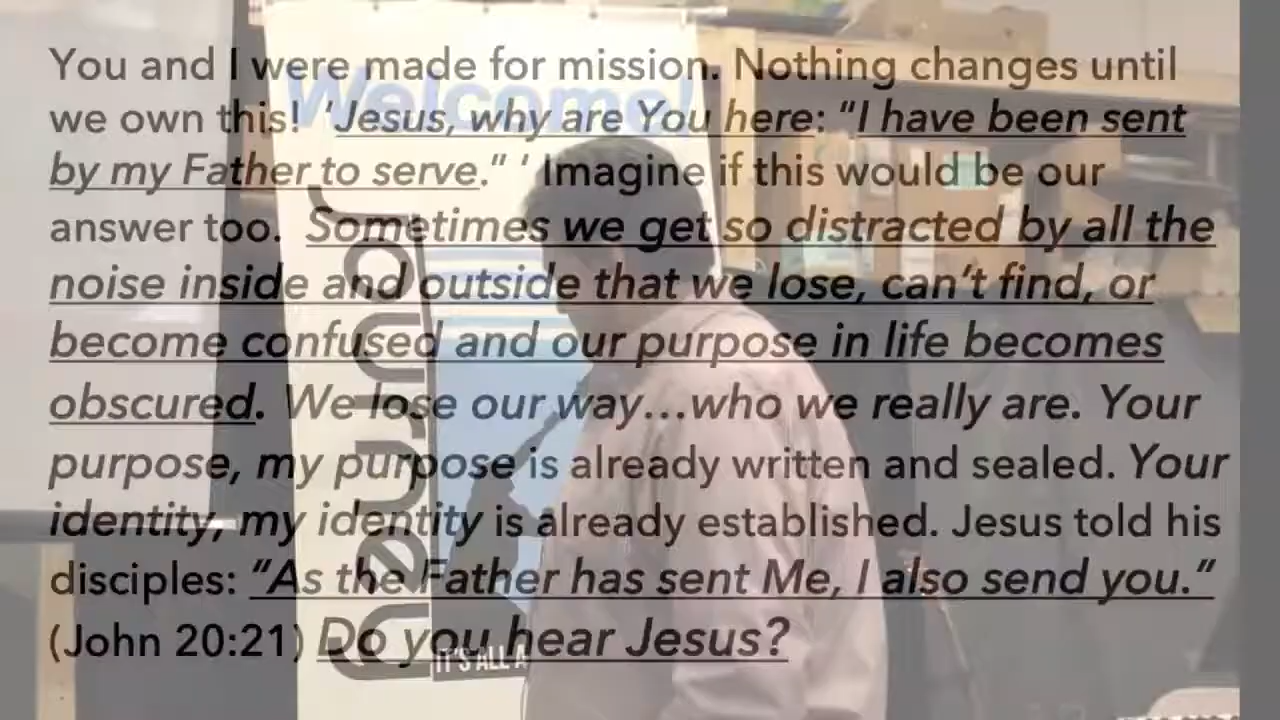 You and I were made for mission. Nothing changes until
we own this! ‘Jesus, why are You here: “I have been sent
by my Father to serve.” ’ Imagine if this would be our
answer too. Sometimes we get so distracted by all the
noise inside and outside that we lose, can’t find, or
become confused and our purpose in life becomes
obscured. We lose our way...who we really are. Your
purpose, my purpose is already written and sealed. Your
identity, my identity is already established. Jesus told his
disciples: “As the Father has sent Me, I also send you.”
(John 20:21) Do you hear Jesus?
Welcome!
Journey
IT'S ALL A